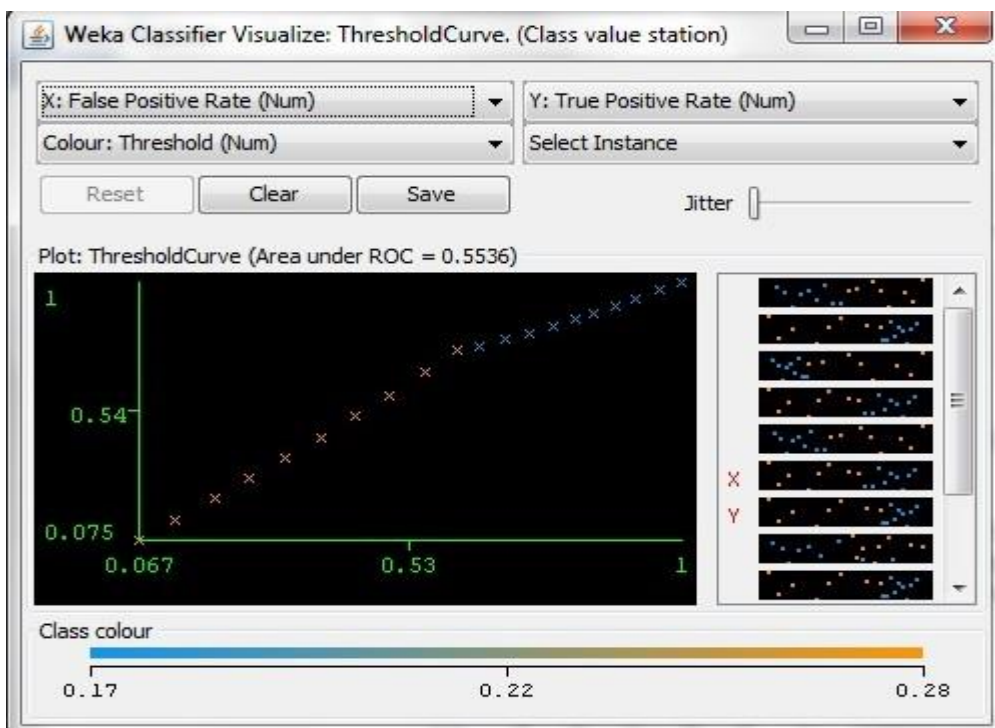 Weka Classifier Visualize: ThresholdCurve. (Class value station)
X: False Positive Rate (Num)
Y: True Positive Rate (Num)
Colour: Threshold (Num)
Select Instance
Reset
Clear
Save
Jitter
Plot: ThresholdCurve (Area under ROC = 0.5536)
1
0.54
0.075
0.067
0.53
1
X
Y
Class colour
0.17
0.22
0.28